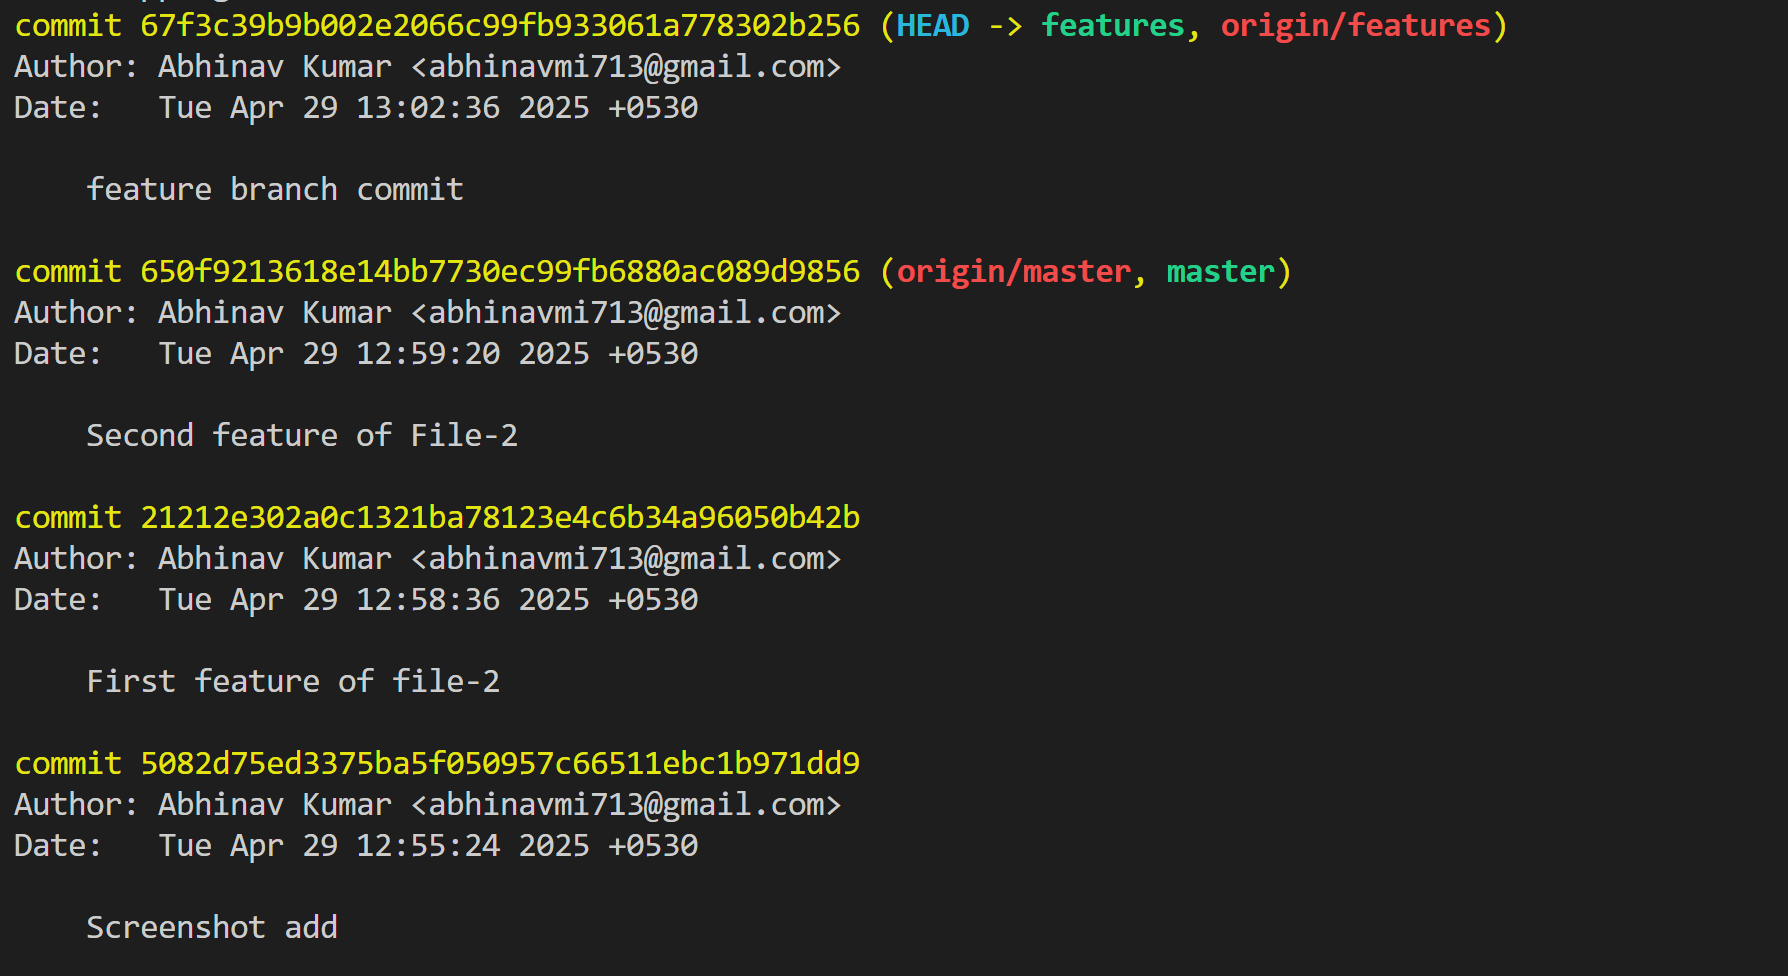 commit 67f3c39b9b002e2066c99fb933061a778302b256 (HEAD -> features, origin/features)
Author: Abhinav Kumar <abhinavmi713@gmail.com>
Date:   Tue Apr 29 13:02:36 2025 +0530
feature branch commit
commit 650f9213618e14bb7730ec99fb6880ac089d9856 (origin/master, master)
Author: Abhinav Kumar <abhinavmi713@gmail.com>
Date:   Tue Apr 29 12:59:20 2025 +0530
Second feature of File-2
commit 21212e302a0c1321ba78123e4c6b34a96050b42b
Author: Abhinav Kumar <abhinavmi713@gmail.com>
Date:   Tue Apr 29 12:58:36 2025 +0530
First feature of file-2
commit 5082d75ed3375ba5f050957c66511ebc1b971dd9
Author: Abhinav Kumar <abhinavmi713@gmail.com>
Date:   Tue Apr 29 12:55:24 2025 +0530
Screenshot add